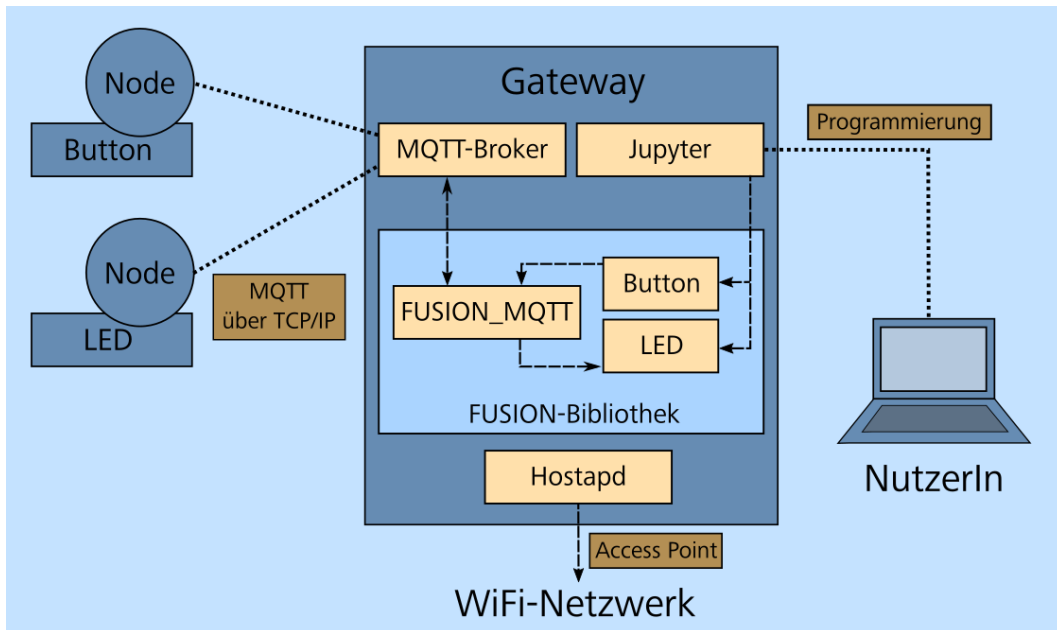 Node
Button
Node
LED
MQTT
über TCP/IP
Gateway
MQTT-Broker
Jupyter
FUSION_MQTT
Button
LED
FUSION-Bibliothek
Hostapd
Access Point
WiFi-Netzwerk
Programmierung
NutzerIn